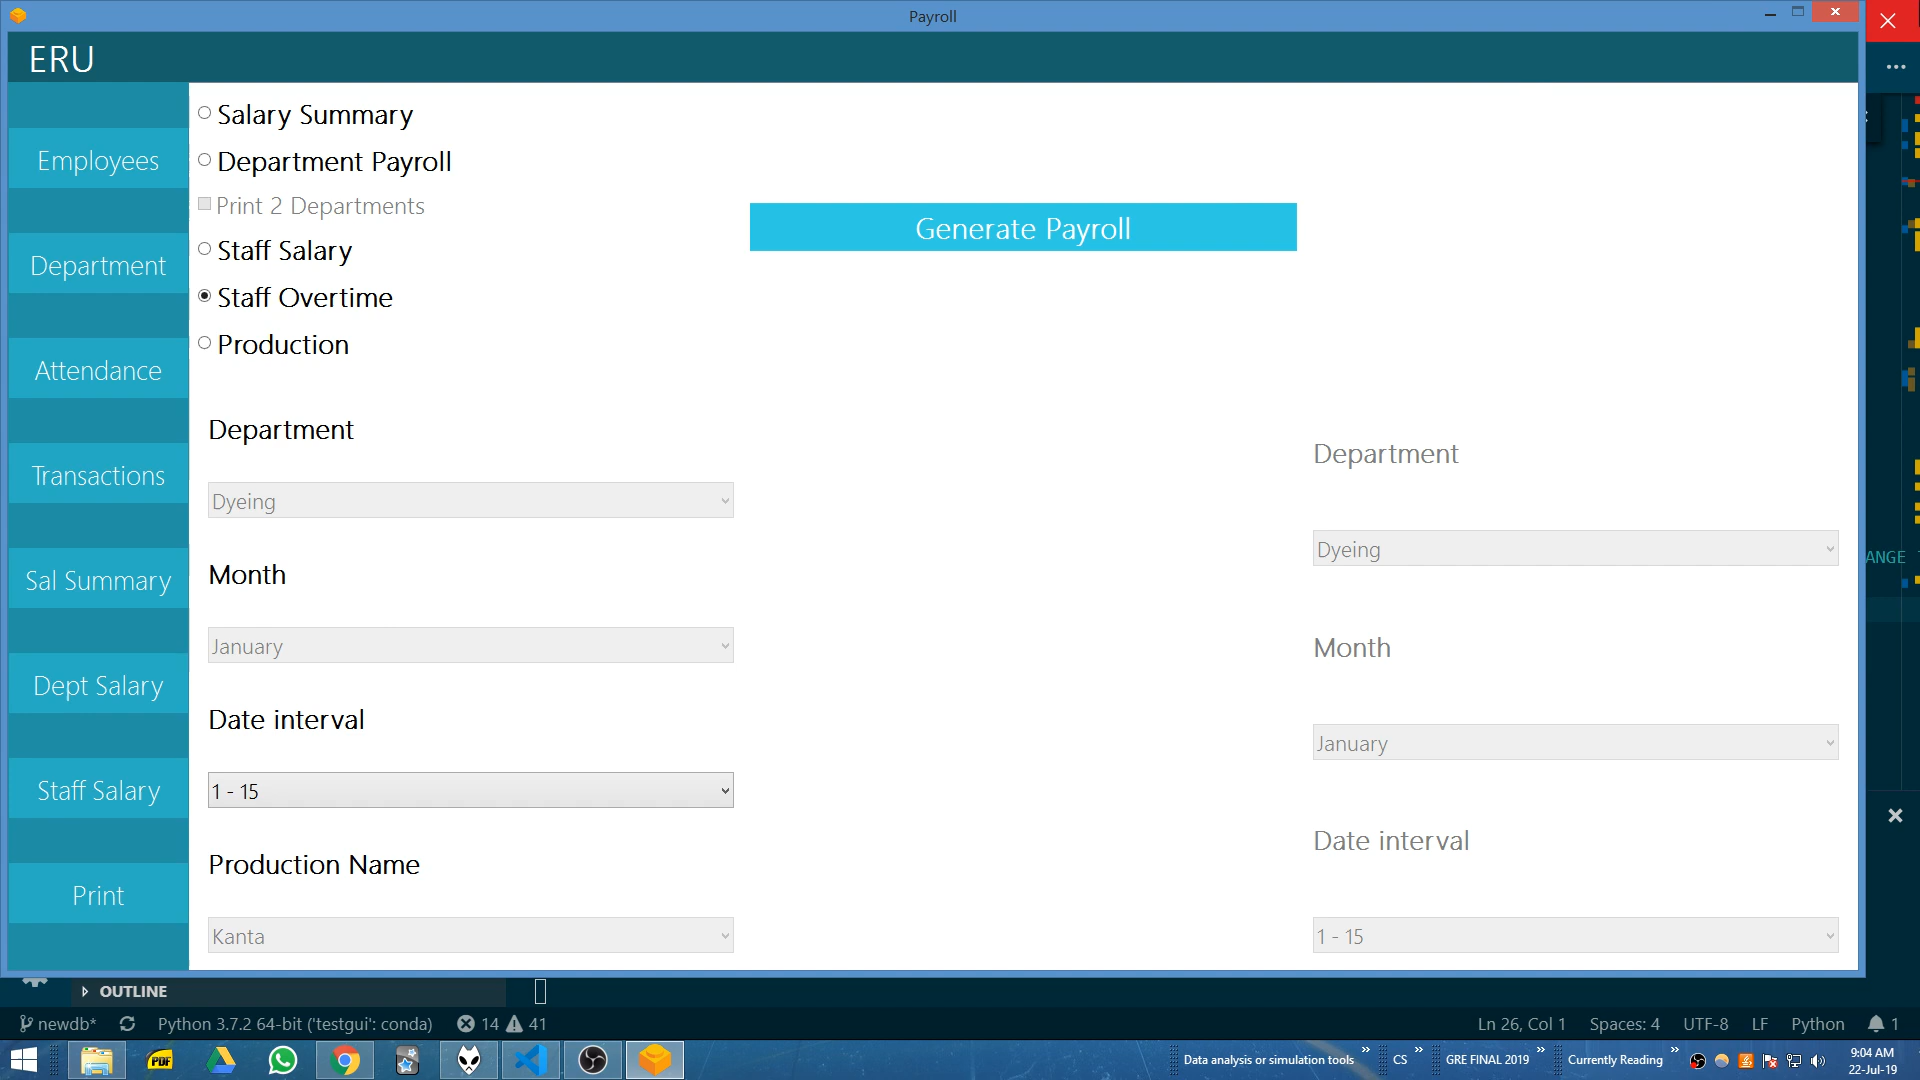 Payroll
ERU
Employees
Department
Attendance
Transactions
Sal Summary
Dept Salary
Staff Salary
Print
Salary Summary
Department Payroll
Print 2 Departments
Staff Salary
Staff Overtime
Production
Generate Payroll
Department
Dyeing
Month
January
Date interval
1 - 15
Production Name
Kanta
Department
Dyeing
Month
January
Date interval
1 - 15
ANGE
OUTLINE
newdb* Python 3.7.2 64-bit ('testgui': conda) 14 41 Ln 26, Col 1 Spaces: 4 UTF-8 LF Python 1
PDF
Data analysis or simulation tools » CS » GRE FINAL 2019 » Currently Reading »
9:04 AM
22-Jul-19